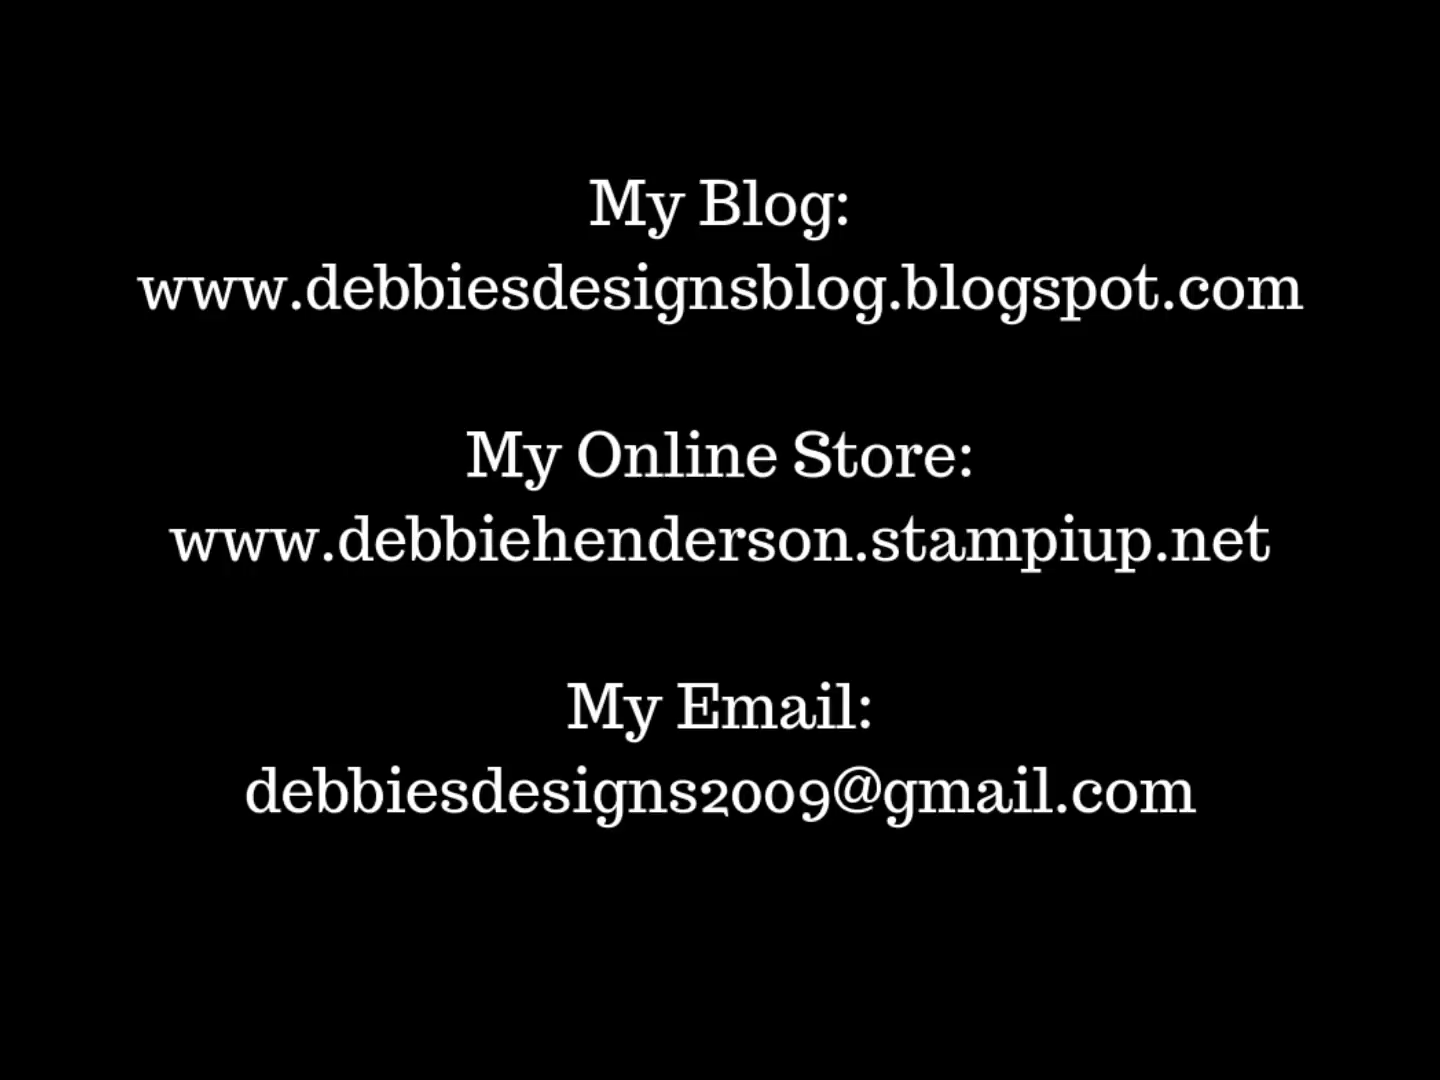 My Blog:
www.debbiesdesignsblog.blogspot.com
My Online Store:
www.debbiehenderson.stampiup.net
My Email:
debbiesdesigns2009@gmail.com